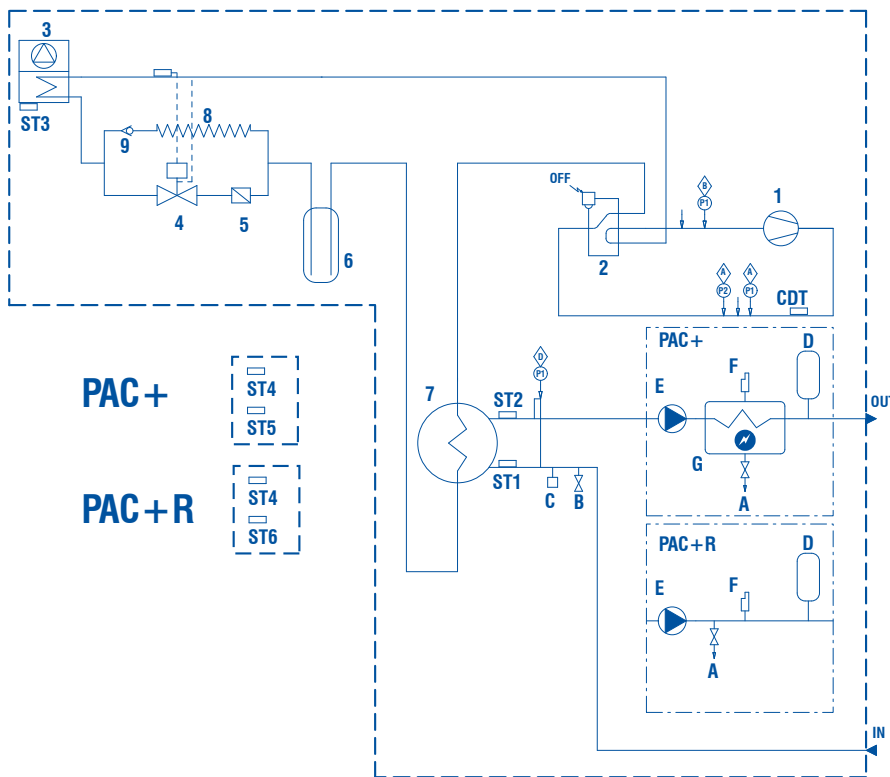 3
ST3
9
8
4
5
6
OFF
2
B
P1
1
A
P2
A
P1
CDT
PAC+
ST4
ST5
PAC+R
ST4
ST6
7
D
P1
ST2
ST1
C
B
PAC+
E
F
D
G
A
OUT
PAC+R
E
F
D
A
IN